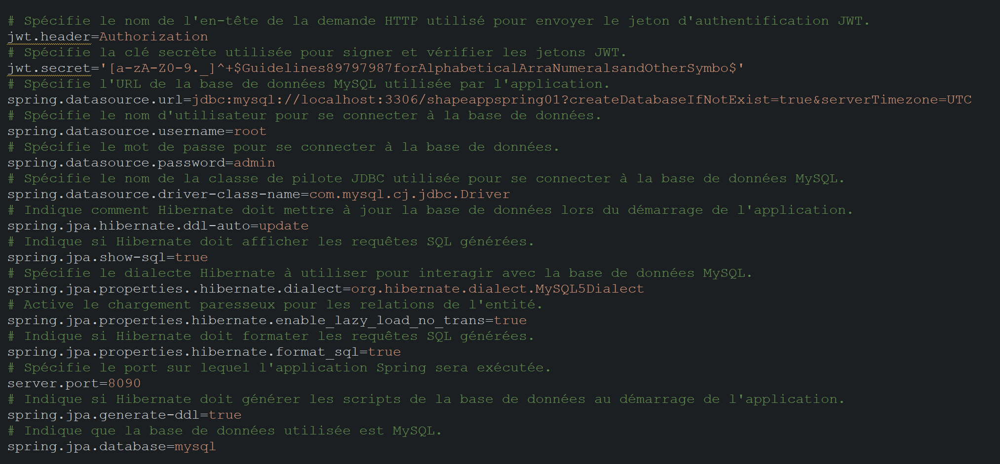 # Spécifie le nom de l'en-tête de la demande HTTP utilisé pour envoyer le jeton d'authentification JWT.
jwt.header=Authorization
# Spécifie la clé secrète utilisée pour signer et vérifier les jetons JWT.
jwt.secret='[a-zA-Z0-9._]^+$Guidelines89797987forAlphabeticalArraNumeralsandOtherSymbo$'
# Spécifie l'URL de la base de données MySQL utilisée par l'application.
spring.datasource.url=jdbc:mysql://localhost:3306/shapeappspring01?createDatabaseIfNotExist=true&serverTimezone=UTC
# Spécifie le nom d'utilisateur pour se connecter à la base de données.
spring.datasource.username=root
# Spécifie le mot de passe pour se connecter à la base de données.
spring.datasource.password=admin
# Spécifie le nom de la classe de pilote JDBC utilisée pour se connecter à la base de données MySQL.
spring.datasource.driver-class-name=com.mysql.cj.jdbc.Driver
# Indique comment Hibernate doit mettre à jour la base de données lors du démarrage de l'application.
spring.jpa.hibernate.ddl-auto=update
# Indique si Hibernate doit afficher les requêtes SQL générées.
spring.jpa.show-sql=true
# Spécifie le dialecte Hibernate à utiliser pour interagir avec la base de données MySQL.
spring.jpa.properties..hibernate.dialect=org.hibernate.dialect.MySQL5Dialect
# Active le chargement paresseux pour les relations de l'entité.
spring.jpa.properties.hibernate.enable_lazy_load_no_trans=true
# Indique si Hibernate doit formater les requêtes SQL générées.
spring.jpa.properties.hibernate.format_sql=true
# Spécifie le port sur lequel l'application Spring sera exécutée.
server.port=8090
# Indique si Hibernate doit générer les scripts de la base de données au démarrage de l'application.
spring.jpa.generate-ddl=true
# Indique que la base de données utilisée est MySQL.
spring.jpa.database=mysql